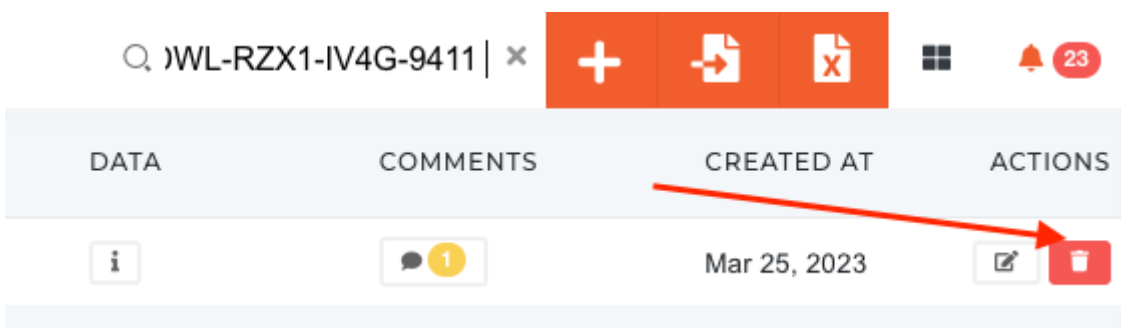 )WL-RZX1-IV4G-9411 23
DATA COMMENTS CREATED AT ACTIONS
i 1 Mar 25, 2023